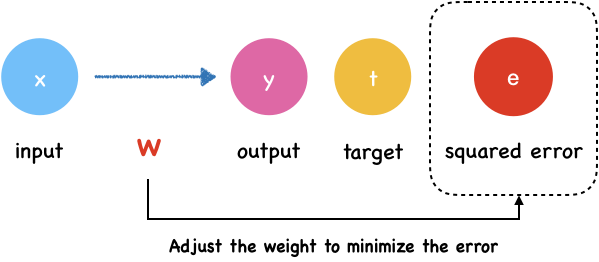 x y t e
input w output target squared error
Adjust the weight to minimize the error